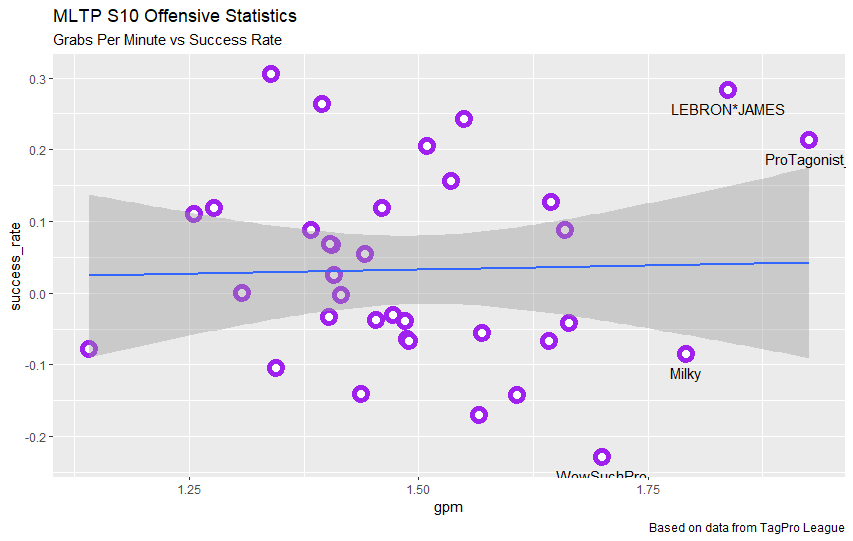 MLTP S10 Offensive Statistics
Grabs Per Minute vs Success Rate
success_rate
0.3
0.2
0.1
0.0
-0.1
-0.2
LEBRON*JAMES
ProTagonist_
Milky
WowSuchPro
1.25
1.50
1.75
gpm
Based on data from TagPro League